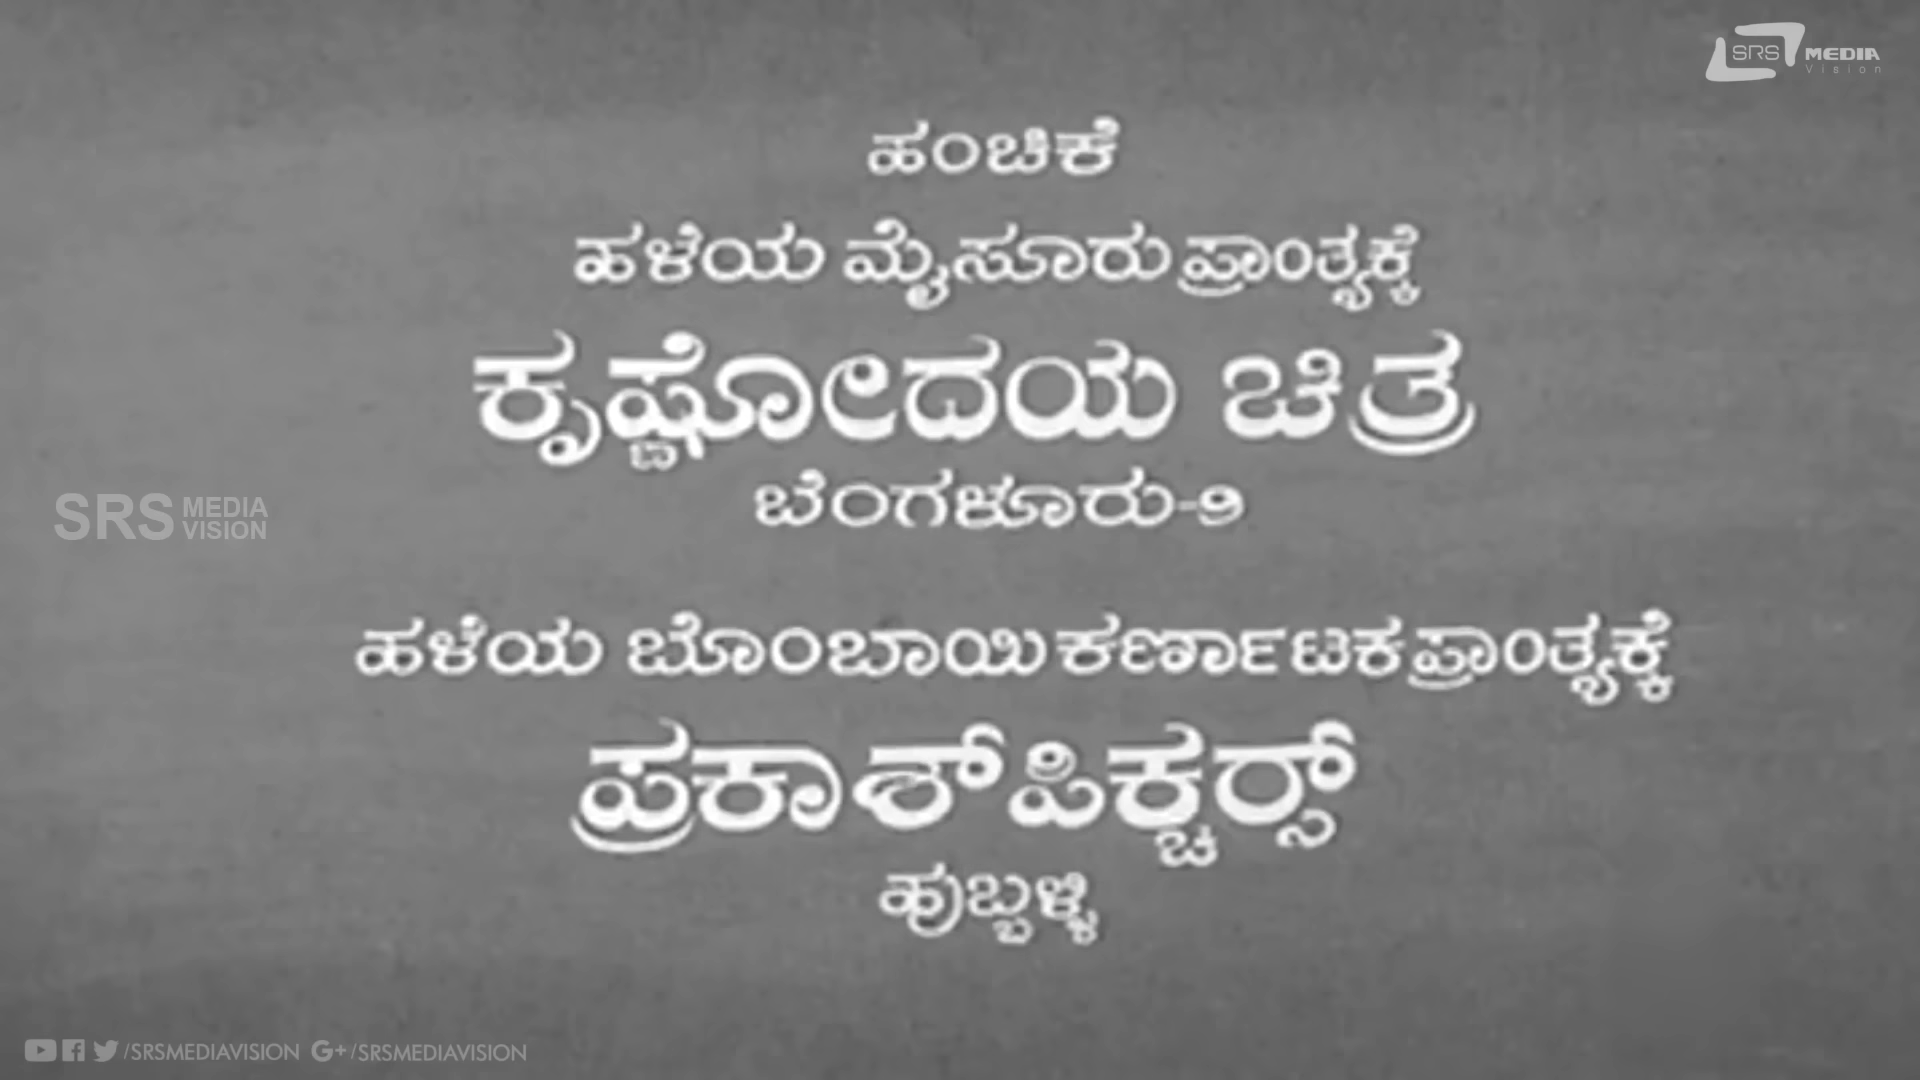 SRS MEDIA
Vision
ಹಂಚಿಕೆ
ಹಳೆಯ ಮೈಸೂರು ಪ್ರಾಂತ್ಯಕ್ಕೆ
ಕೃಷ್ಣೋದಯ ಚಿತ್ರ
ಬೆಂಗಳೂರು-೨
SRS MEDIA
VISION
ಹಳೆಯ ಬೊಂಬಾಯಿ ಕರ್ಣಾಟಕ ಪ್ರಾಂತ್ಯಕ್ಕೆ
ಪ್ರಕಾಶ್ ಪಿಕ್ಚರ್ಸ್
ಹುಬ್ಬಳ್ಳಿ
/SRSMEDIAVISION G+/SRSMEDIAVISION